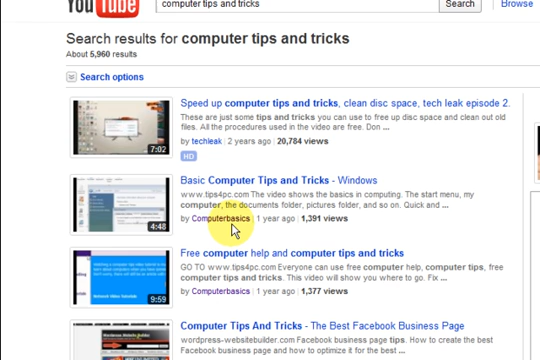 YouTube
computer tips and tricks
Search
Browse
Search results for computer tips and tricks
About 5,960 results
Search options
Speed up computer tips and tricks, clean disc space, tech leak episode 2.
These are just some tips and tricks you can use to free up disc space and clean out old
files. All the procedures used in the video are free. Don ...
by techleak | 2 years ago | 20,784 views
HD
7:02
Basic Computer Tips and Tricks - Windows
www.tips4pc.com The video shows the basics in computing. The start menu, my
computer, the documents folder, pictures folder, and so on. Quick and ...
by Computerbasics | 1 year ago | 1,391 views
4:48
Free computer help and computer tips and tricks
GO TO www.tips4pc.com Everyone can use free computer help, computer tips, free
computer tips and tricks. This video will show you where to go. Fix ...
by Computerbasics | 1 year ago | 1,377 views
9:59
Computer Tips And Tricks - The Best Facebook Business Page
wordpress-websitebuilder.com Facebook business page tips. How to create the best
Facebook business page and how to optimize it for the best ...